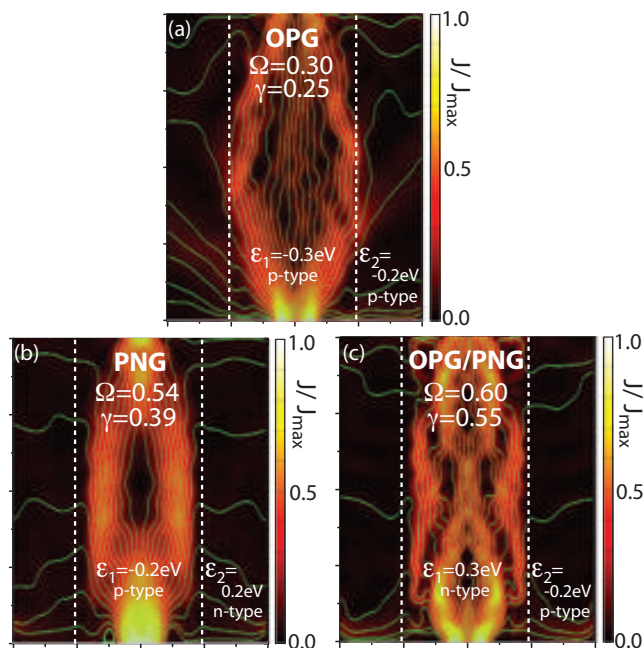 (a)
OPG
Ω=0.30
γ=0.25
ε1=-0.3eV
p-type
ε2=
-0.2eV
p-type
1.0
0.5
0.0
J/Jmax
(b)
PNG
Ω=0.54
γ=0.39
ε1=-0.2eV
p-type
ε2=
0.2eV
n-type
1.0
0.5
0.0
J/Jmax
(c)
OPG/PNG
Ω=0.60
γ=0.55
ε1=0.3eV
n-type
ε2=
-0.2eV
p-type
1.0
0.5
0.0
J/Jmax